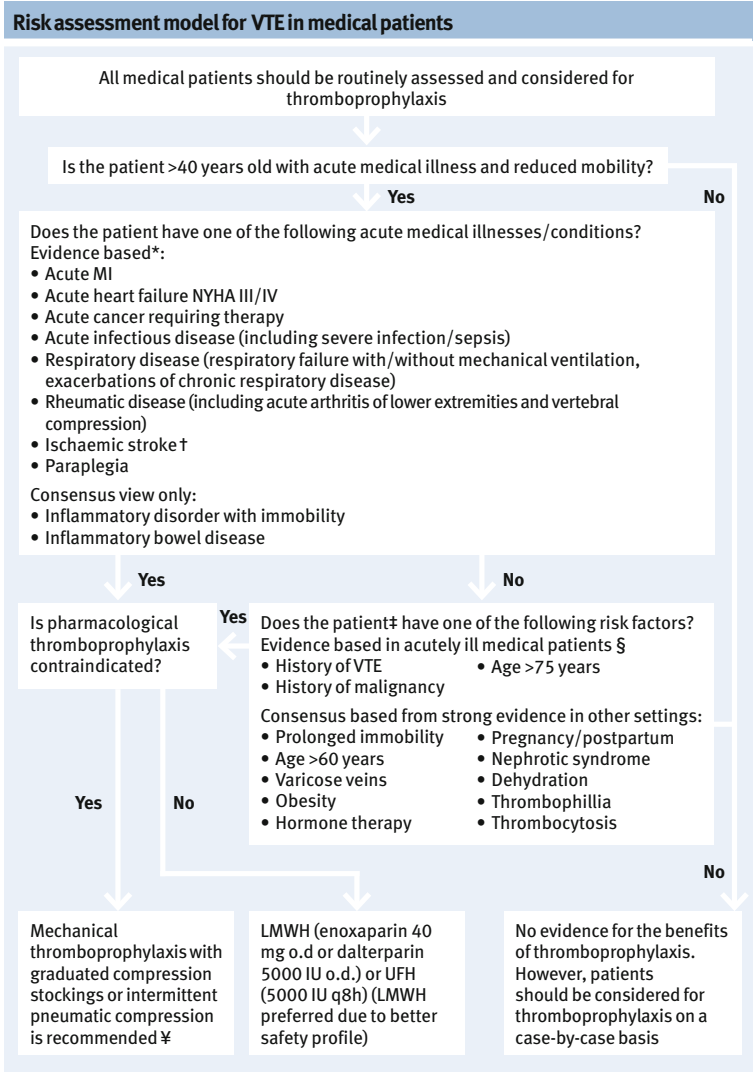 Risk assessment model for VTE in medical patients
All medical patients should be routinely assessed and considered for
thromboprophylaxis
Is the patient >40 years old with acute medical illness and reduced mobility?
Yes
No
Does the patient have one of the following acute medical illnesses/conditions?
Evidence based*:
• Acute MI
• Acute heart failure NYHA III/IV
• Acute cancer requiring therapy
• Acute infectious disease (including severe infection/sepsis)
• Respiratory disease (respiratory failure with/without mechanical ventilation,
exacerbations of chronic respiratory disease)
• Rheumatic disease (including acute arthritis of lower extremities and vertebral
compression)
• Ischaemic stroke†
• Paraplegia
Consensus view only:
• Inflammatory disorder with immobility
• Inflammatory bowel disease
Yes
No
Is pharmacological
thromboprophylaxis
contraindicated?
Yes
Does the patient‡ have one of the following risk factors?
Evidence based in acutely ill medical patients §
• History of VTE
• Age >75 years
• History of malignancy
Consensus based from strong evidence in other settings:
• Prolonged immobility
• Pregnancy/postpartum
• Age >60 years
• Nephrotic syndrome
• Varicose veins
• Dehydration
• Obesity
• Thrombophillia
• Hormone therapy
• Thrombocytosis
Yes
No
No
Mechanical
thromboprophylaxis with
graduated compression
stockings or intermittent
pneumatic compression
is recommended ¥
LMWH (enoxaparin 40
mg o.d or dalterparin
5000 IU o.d.) or UFH
(5000 IU q8h) (LMWH
preferred due to better
safety profile)
No evidence for the benefits
of thromboprophylaxis.
However, patients
should be considered for
thromboprophylaxis on a
case-by-case basis